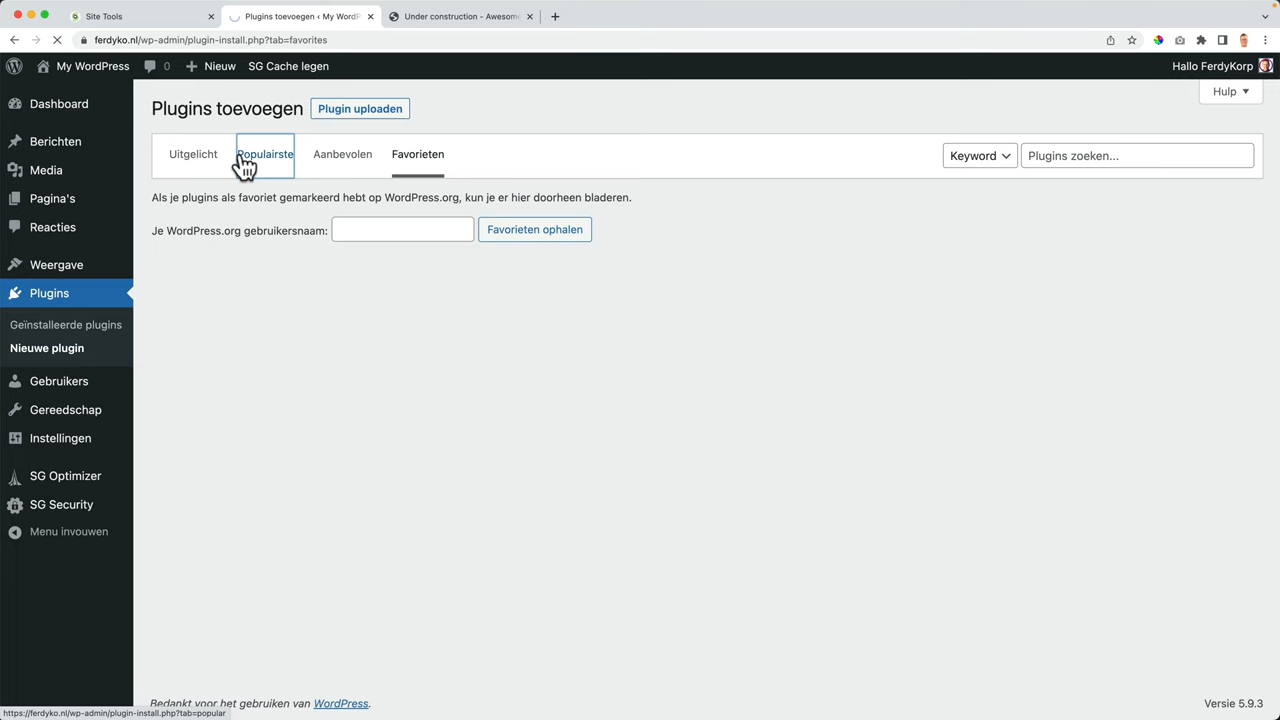 Site Tools
Plugins toevoegen ‹ My WordP
Under construction - Awesome
ferdyko.nl/wp-admin/plugin-install.php?tab=favorites
My WordPress
0
Nieuw
SG Cache legen
Hallo FerdyKorp
Dashboard
Berichten
Media
Pagina's
Reacties
Weergave
Plugins
Geïnstalleerde plugins
Nieuwe plugin
Gebruikers
Gereedschap
Instellingen
SG Optimizer
SG Security
Menu invouwen
Hulp
Plugins toevoegen
Plugin uploaden
Uitgelicht
Populairste
Aanbevolen
Favorieten
Keyword
Plugins zoeken...
Als je plugins als favoriet gemarkeerd hebt op WordPress.org, kun je er hier doorheen bladeren.
Je WordPress.org gebruikersnaam:
Favorieten ophalen
Bedankt voor het gebruiken van WordPress.
Versie 5.9.3
https://ferdyko.nl/wp-admin/plugin-install.php?tab=popular